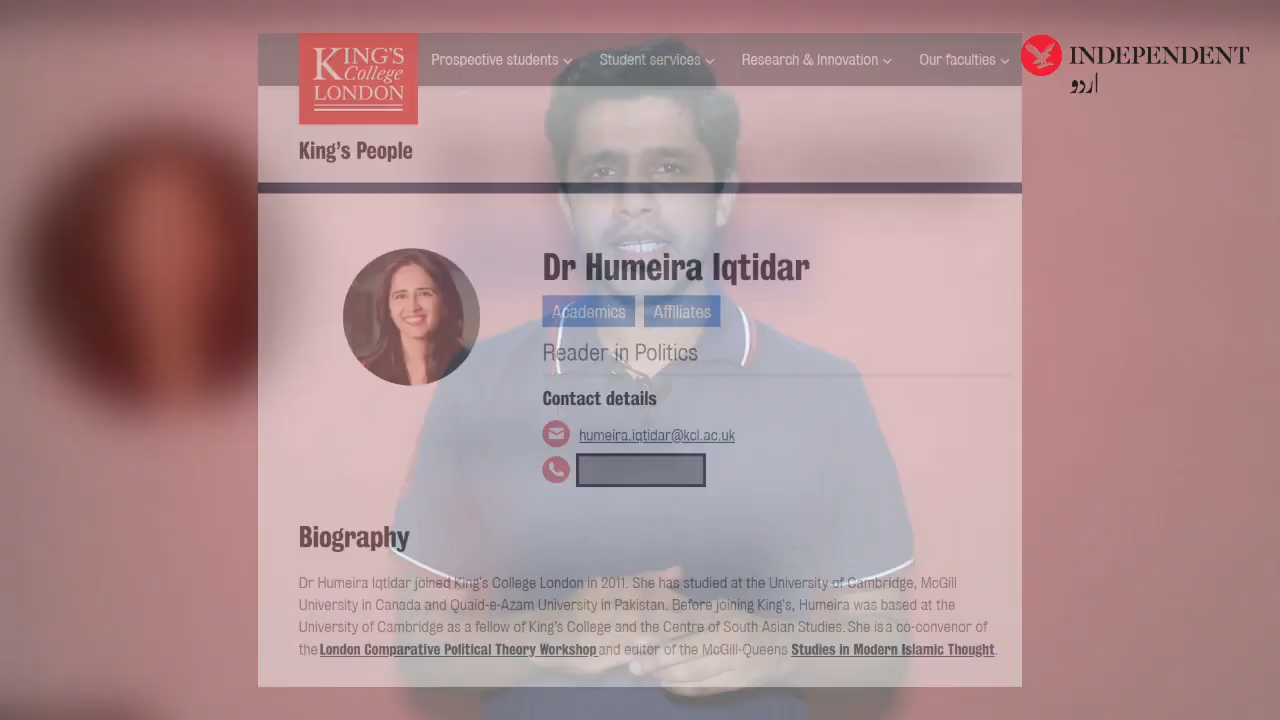 KING'S
College
LONDON
Prospective students
Student services
Research & Innovation
Our faculties
INDEPENDENT
اردو
King's People
Dr Humeira Iqtidar
Academics
Affiliates
Reader in Politics
Contact details
humeira.iqtidar@kcl.ac.uk
Biography
Dr Humeira Iqtidar joined King's College London in 2011. She has studied at the University of Cambridge, McGill
University in Canada and Quaid-e-Azam University in Pakistan. Before joining King's, Humeira was based at the
University of Cambridge as a fellow of King's College and the Centre of South Asian Studies. She is a co-convenor of
the London Comparative Political Theory Workshop and editor of the McGill-Queens Studies in Modern Islamic Thought.